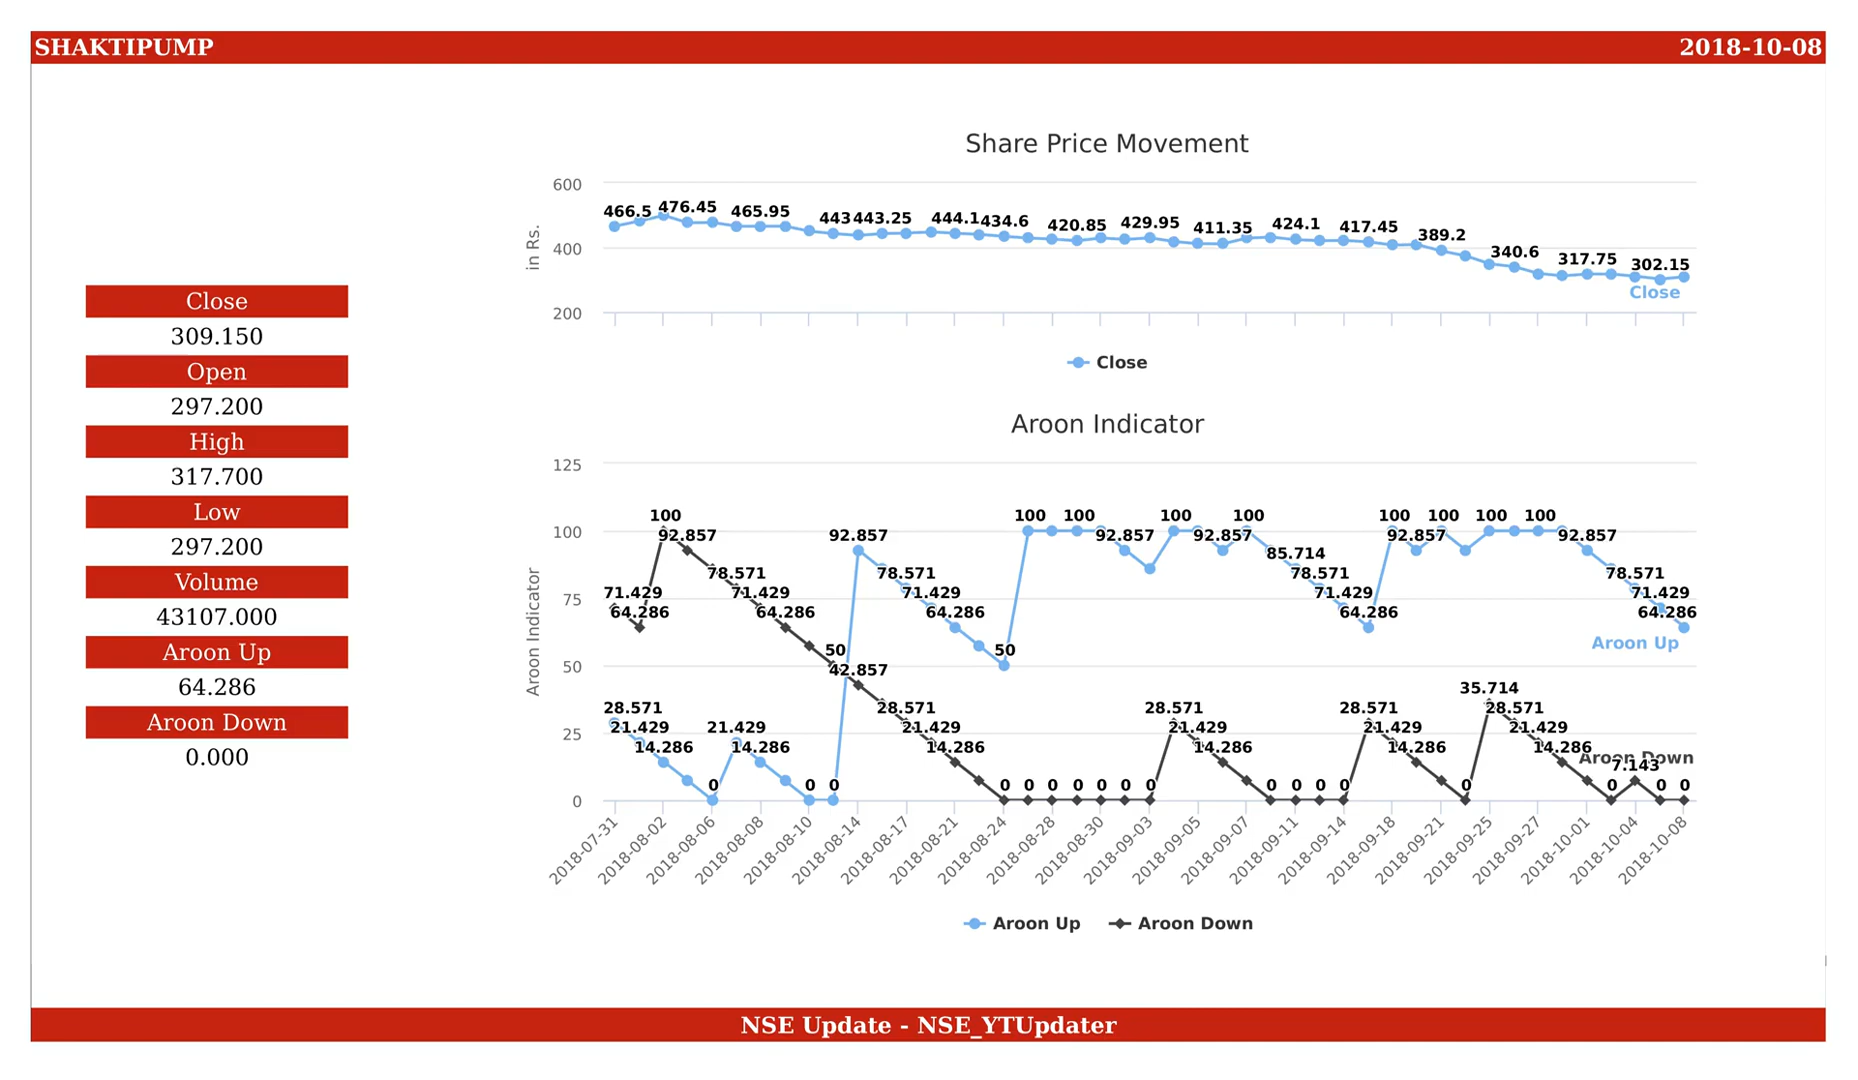 SHAKTIPUMP 2018-10-08
Close
309.150
Open
297.200
High
317.700
Low
297.200
Volume
43107.000
Aroon Up
64.286
Aroon Down
0.000
Share Price Movement
in Rs.
600
400
200
466.5 476.45 465.95 443 443.25 444.1 434.6 420.85 429.95 411.35 424.1 417.45 389.2 340.6 317.75 302.15
Close
Close
Aroon Indicator
Aroon Indicator
125
100
75
50
25
0
100 100 100 100 100 100 100 100 100
92.857 92.857 92.857 92.857 92.857 92.857
85.714
78.571 78.571 78.571 78.571
71.429 71.429 71.429 71.429 71.429
64.286 64.286 64.286 64.286 64.286
Aroon Up
50 50
42.857
35.714
28.571 28.571 28.571 28.571 28.571
21.429 21.429 21.429 21.429 21.429 21.429
14.286 14.286 14.286 14.286 14.286 14.286
Aroon Down
7.143
0 0 0 0 0 0 0 0 0 0 0 0 0 0 0 0 0 0
2018-07-31 2018-08-02 2018-08-06 2018-08-08 2018-08-10 2018-08-14 2018-08-17 2018-08-21 2018-08-24 2018-08-28 2018-08-30 2018-09-03 2018-09-05 2018-09-07 2018-09-11 2018-09-14 2018-09-18 2018-09-21 2018-09-25 2018-09-27 2018-10-01 2018-10-04 2018-10-08
Aroon Up Aroon Down
NSE Update - NSE_YTUpdater